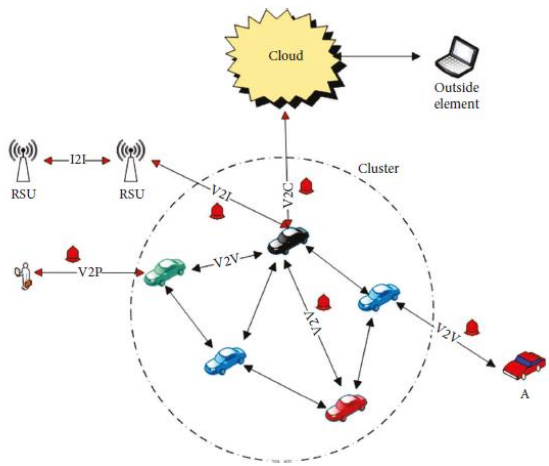 Cloud
Outside
element
I2I
RSU
RSU
V2I
V2C
Cluster
V2P
V2V
V2V
V2V
A